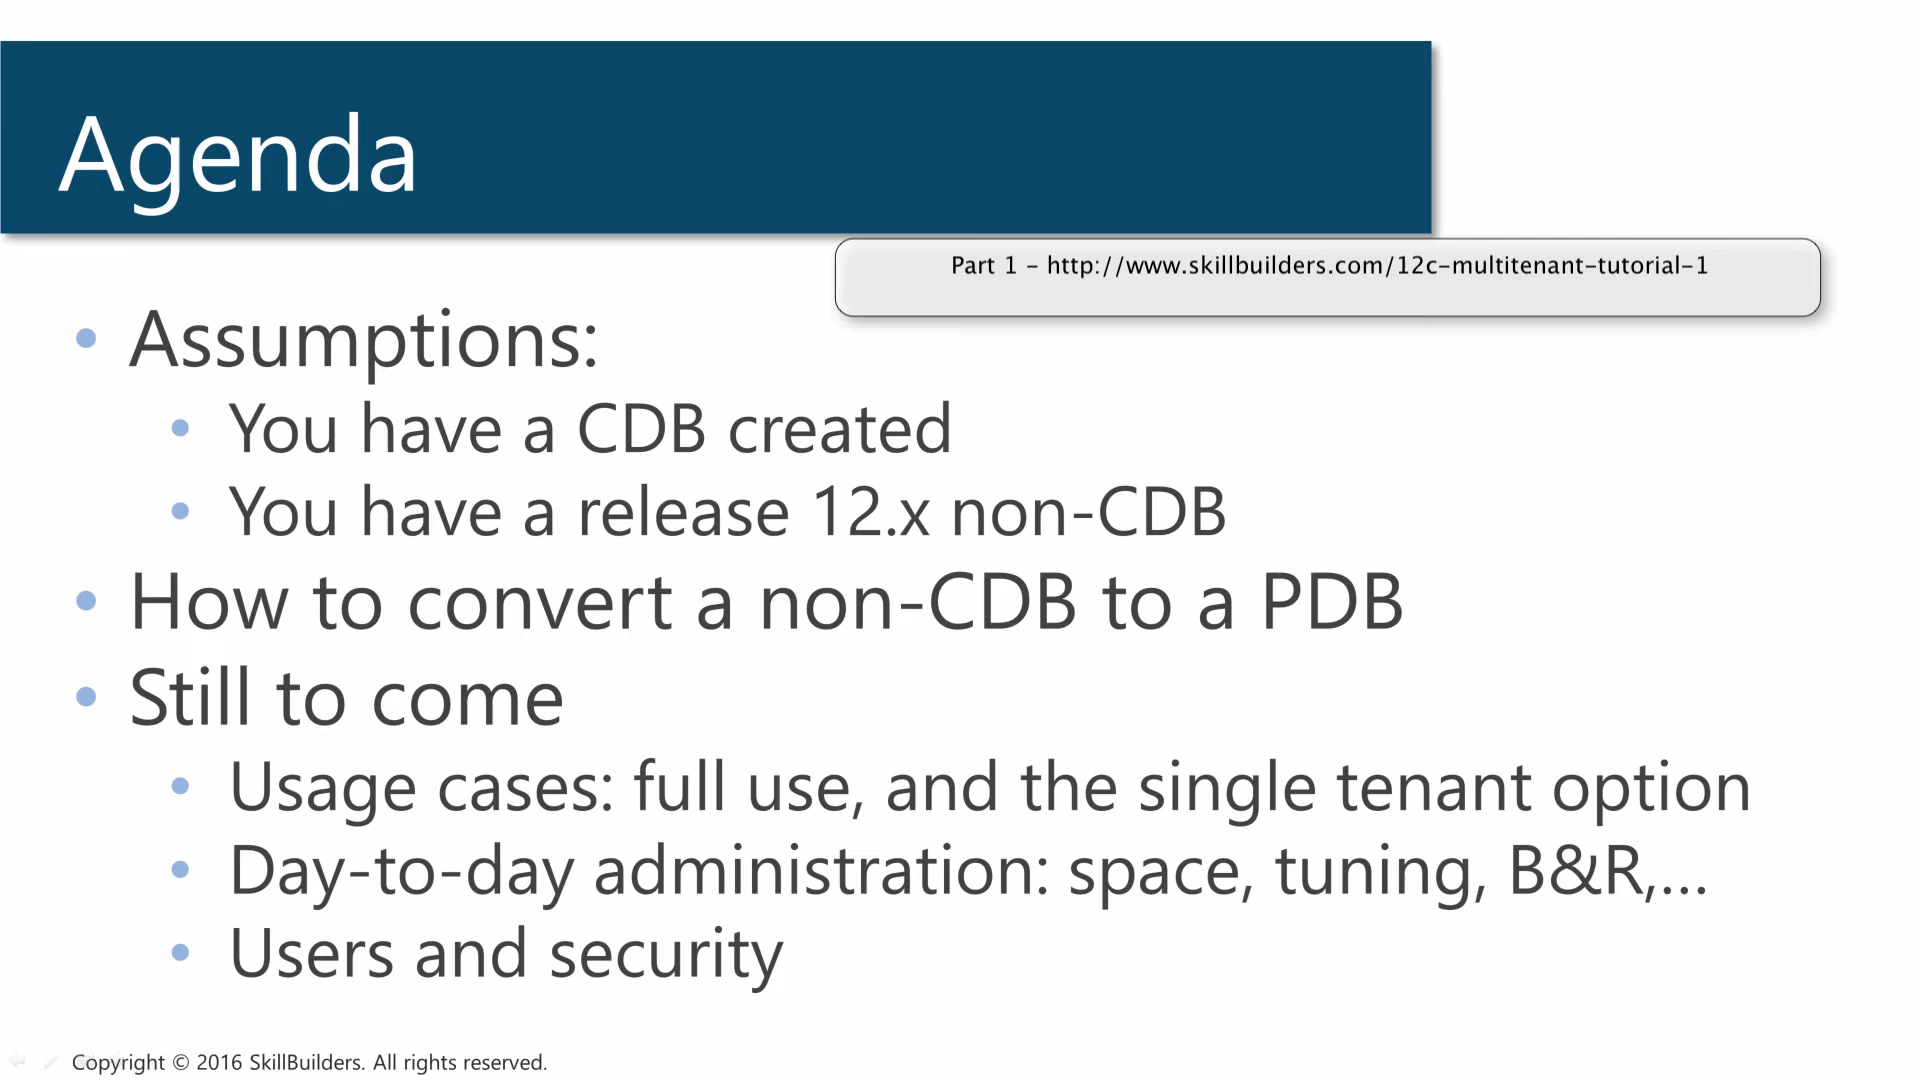 Agenda
Part 1 - http://www.skillbuilders.com/12c-multitenant-tutorial-1
• Assumptions:
• You have a CDB created
• You have a release 12.x non-CDB
• How to convert a non-CDB to a PDB
• Still to come
• Usage cases: full use, and the single tenant option
• Day-to-day administration: space, tuning, B&R,...
• Users and security
Copyright © 2016 SkillBuilders. All rights reserved.